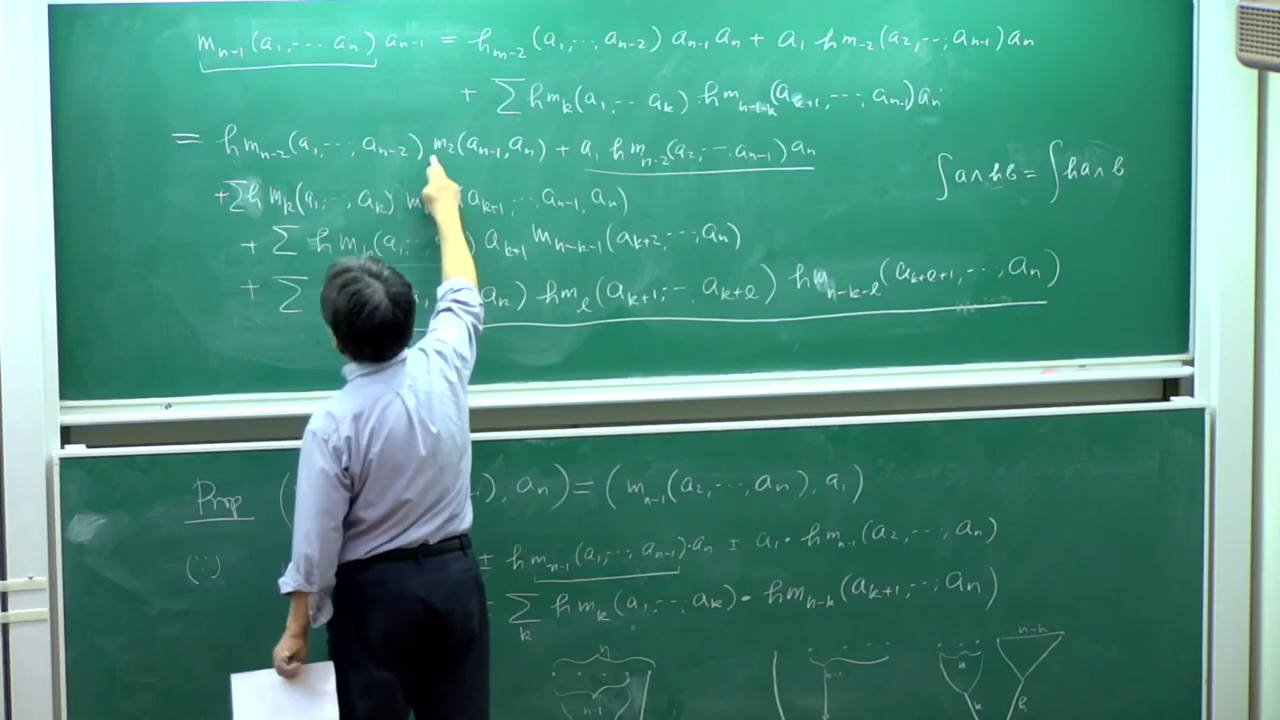 m_{n-1}(a_1, ⋯ a_n) a_{n-1} = h_{m-2}(a_1, ⋯, a_{n-2}) a_{n-1} a_n + a_1 h m_{-2}(a_2, ⋯, a_{n-1}) a_n
+ Σ h m_k(a_1, ⋯ a_k) · h m_{n-1-k}(a_{k+1}, ⋯, a_{n-1}) a_n
= h m_{n-2}(a_1, ⋯, a_{n-2}) m_2(a_{n-1}, a_n) + a_1 h m_{n-2}(a_2, ⋯ a_{n-1}) a_n
∫ a ∧ h b = ∫ h a ∧ b
+ Σ h m_k(a_1, ⋯, a_k) m (a_{k+1}, ⋯, a_{n-1}, a_n)
+ Σ h m_k(a_1, ) a_{k+1} m_{n-k-1}(a_{k+2}, ⋯, a_n)
+ Σ a_k) h m_ℓ(a_{k+1}, ⋯, a_{k+ℓ}) h m_{n-k-ℓ}(a_{k+ℓ+1}, ⋯, a_n)
Prop ( ), a_n) = (m_{n-1}(a_2, ⋯, a_n), a_1)
(∵) ± h m_{n-1}(a_1, ⋯, a_{n-1}) · a_n ± a_1 · h m_{n-1}(a_2, ⋯, a_n)
Σ_k h m_k(a_1, ⋯, a_k) · h m_{n-k}(a_{k+1}, ⋯, a_n)
n
n-k
n-1
h